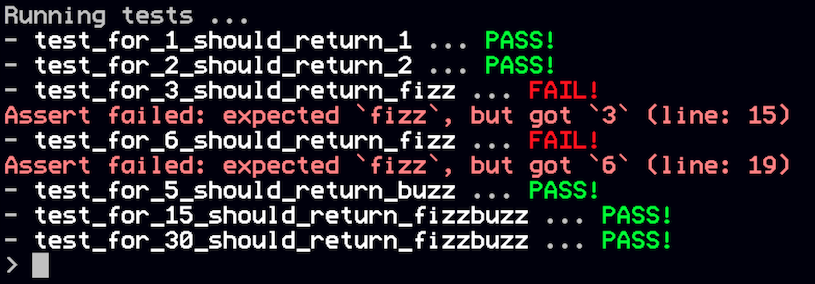 Running tests ...
- test_for_1_should_return_1 ... PASS!
- test_for_2_should_return_2 ... PASS!
- test_for_3_should_return_fizz ... FAIL!
Assert failed: expected `fizz`, but got `3` (line: 15)
- test_for_6_should_return_fizz ... FAIL!
Assert failed: expected `fizz`, but got `6` (line: 19)
- test_for_5_should_return_buzz ... PASS!
- test_for_15_should_return_fizzbuzz ... PASS!
- test_for_30_should_return_fizzbuzz ... PASS!
>